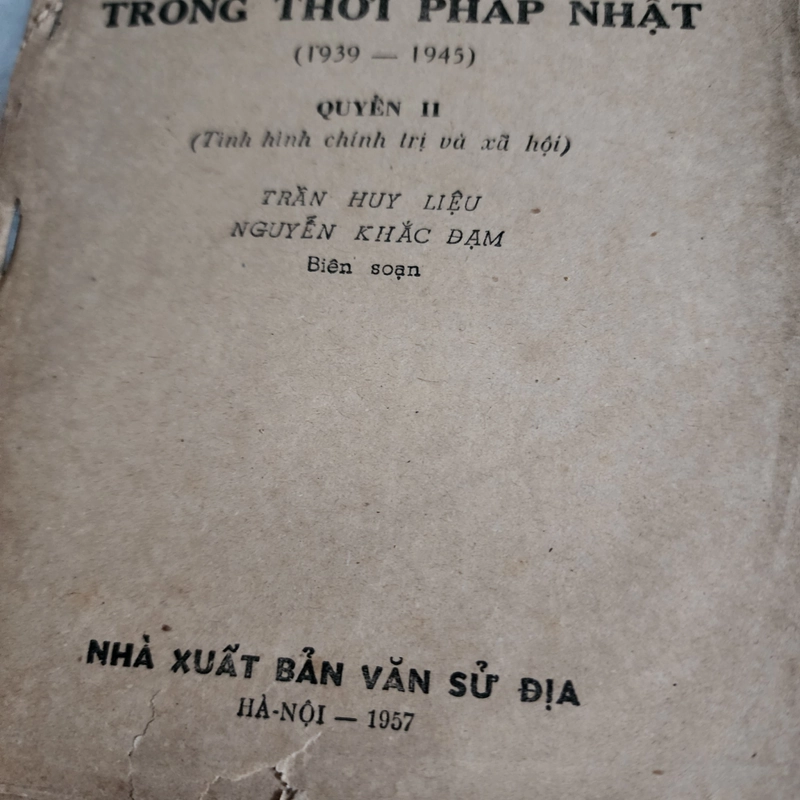 TRONG THỜI PHÁP NHẬT
(1939 — 1945)
QUYỂN II
(Tình hình chính trị và xã hội)
TRẦN HUY LIỆU
NGUYỄN KHẮC ĐẠM
Biên soạn
NHÀ XUẤT BẢN VĂN SỬ ĐỊA
HÀ-NỘI — 1957